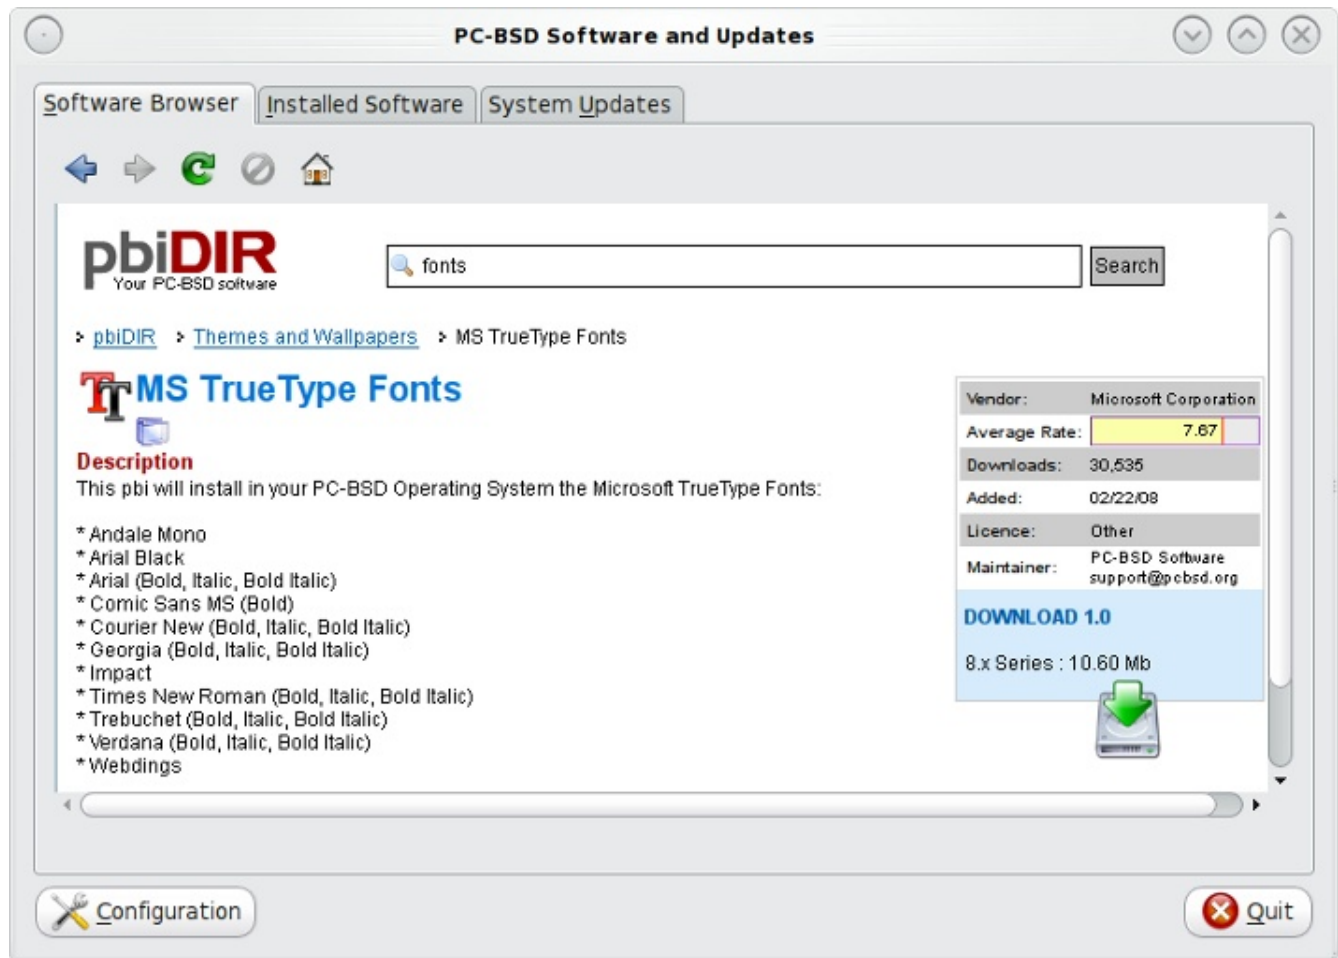 PC-BSD Software and Updates
Software Browser Installed Software System Updates
pbiDIR
Your PC-BSD software
fonts Search
> pbiDIR > Themes and Wallpapers > MS TrueType Fonts
TT MS TrueType Fonts
Description
This pbi will install in your PC-BSD Operating System the Microsoft TrueType Fonts:
* Andale Mono
* Arial Black
* Arial (Bold, Italic, Bold Italic)
* Comic Sans MS (Bold)
* Courier New (Bold, Italic, Bold Italic)
* Georgia (Bold, Italic, Bold Italic)
* Impact
* Times New Roman (Bold, Italic, Bold Italic)
* Trebuchet (Bold, Italic, Bold Italic)
* Verdana (Bold, Italic, Bold Italic)
* Webdings
Vendor: Microsoft Corporation
Average Rate: 7.67
Downloads: 30,535
Added: 02/22/08
Licence: Other
Maintainer: PC-BSD Software
support@pcbsd.org
DOWNLOAD 1.0
8.x Series : 10.60 Mb
Configuration Quit